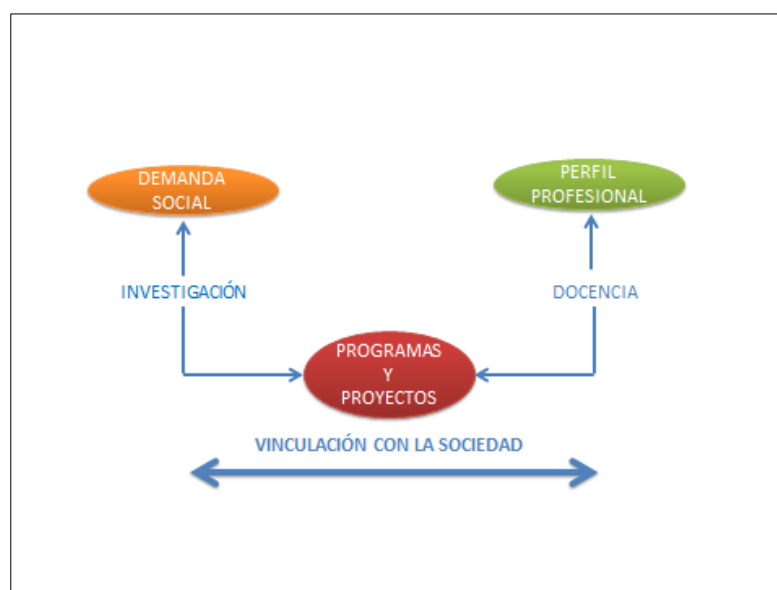 DEMANDA
SOCIAL
PERFIL
PROFESIONAL
INVESTIGACIÓN
DOCENCIA
PROGRAMAS
Y
PROYECTOS
VINCULACIÓN CON LA SOCIEDAD